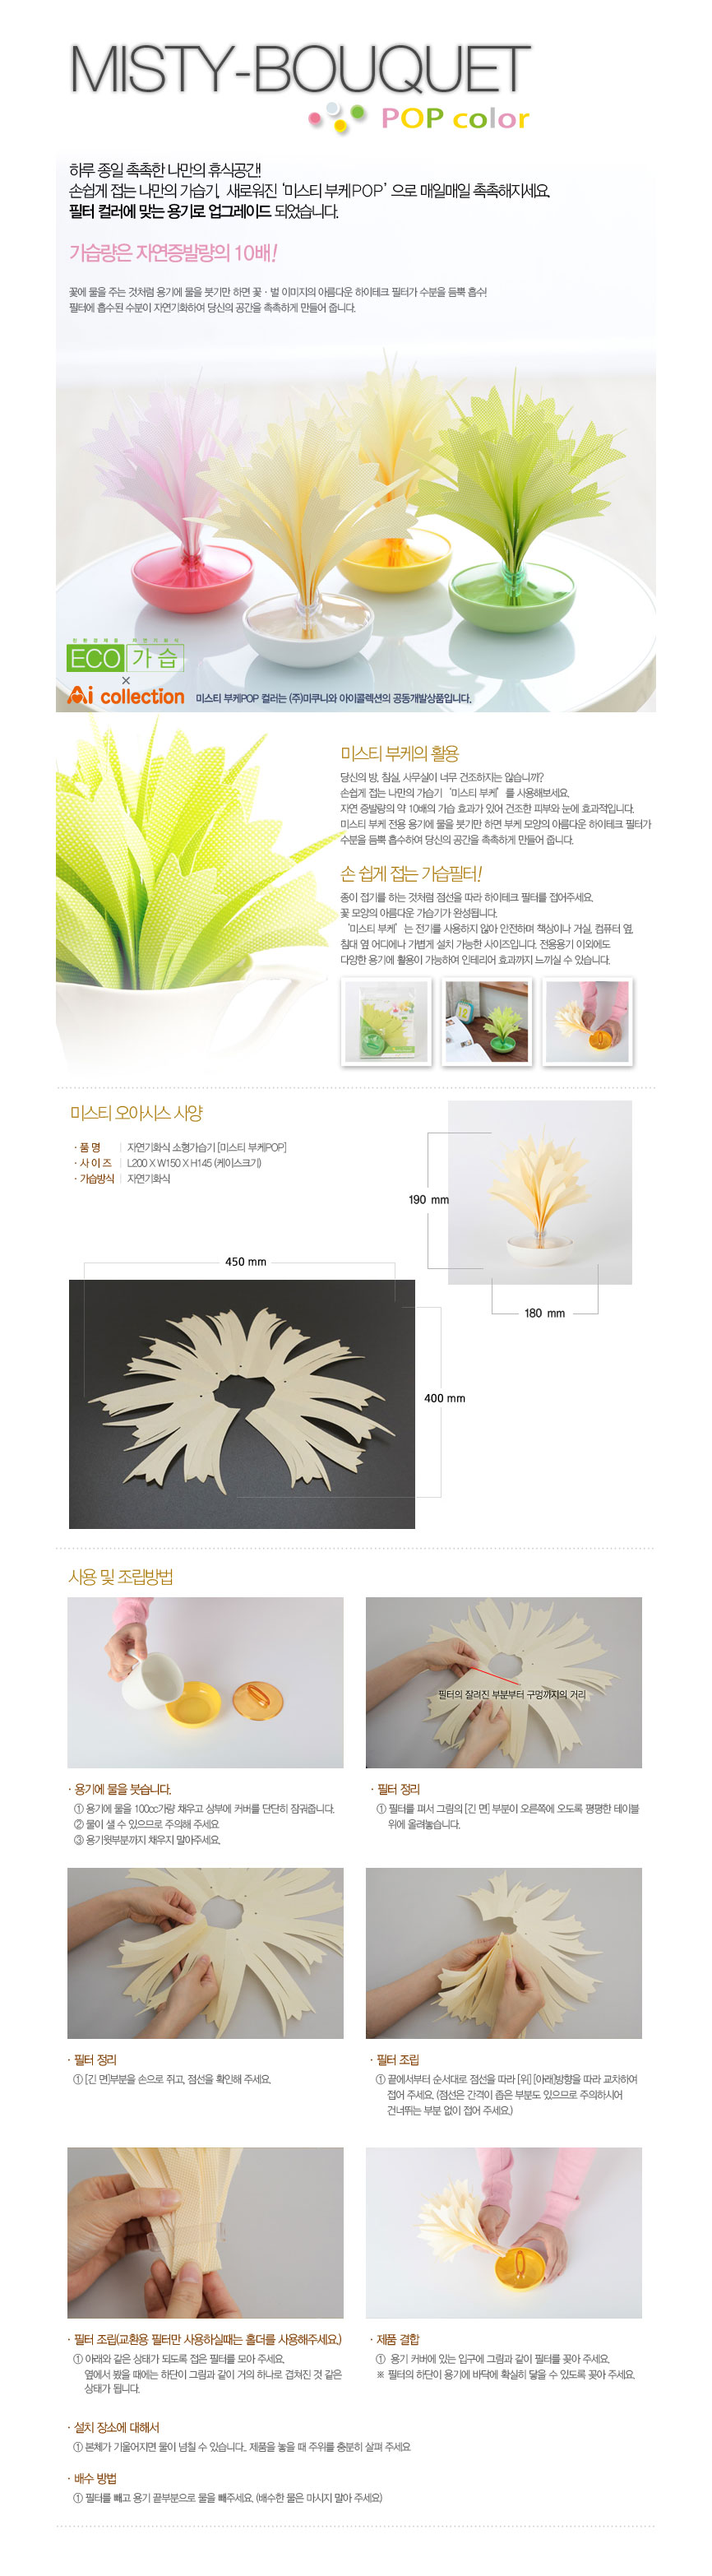 MISTY-BOUQUET
POP color
하루 종일 촉촉한 나만의 휴식공간!
손쉽게 접는 나만의 가습기, 새로워진 ‘미스티 부케POP’으로 매일매일 촉촉해지세요.
필터 컬러에 맞는 용기로 업그레이드 되었습니다.
가습량은 자연증발량의 10배!
꽃에 물을 주는 것처럼 용기에 물을 붓기만 하면 꽃·벌 이미지의 아름다운 하이테크 필터가 수분을 듬뿍 흡수!
필터에 흡수된 수분이 자연기화하여 당신의 공간을 촉촉하게 만들어 줍니다.
ECO 가습
×
Ai collection
미스티 부케POP 컬러는 (주)미쿠니와 아이콜렉션의 공동개발상품입니다.
미스티 부케의 활용
당신의 방, 침실, 사무실이 너무 건조하지는 않습니까?
손쉽게 접는 나만의 가습기 ‘미스티 부케’를 사용해보세요.
자연 증발량의 약 10배의 가습 효과가 있어 건조한 피부와 눈에 효과적입니다.
미스티 부케 전용 용기에 물을 붓기만 하면 부케 모양의 아름다운 하이테크 필터가
수분을 듬뿍 흡수하여 당신의 공간을 촉촉하게 만들어 줍니다.
손 쉽게 접는 가습필터!
종이 접기를 하는 것처럼 점선을 따라 하이테크 필터를 접어주세요.
꽃 모양의 아름다운 가습기가 완성됩니다.
‘미스티 부케’는 전기를 사용하지 않아 안전하며 책상이나 거실, 컴퓨터 옆,
침대 옆 어디에나 가볍게 설치 가능한 사이즈입니다. 전용용기 이외에도
다양한 용기에 활용이 가능하여 인테리어 효과까지 느끼실 수 있습니다.
미스티 오아시스 사양
· 품 명 | 자연기화식 소형가습기 [미스티 부케POP]
· 사 이 즈 | L200 X W150 X H145 (케이스크기)
· 가습방식 | 자연기화식
190 mm
180 mm
450 mm
400 mm
사용 및 조립방법
필터의 잘려진 부분부터 구멍까지의 거리
· 용기에 물을 붓습니다.
① 용기에 물을 100cc가량 채우고 상부에 커버를 단단히 잠궈줍니다.
② 물이 샐 수 있으므로 주의해 주세요
③ 용기윗부분까지 채우지 말아주세요.
· 필터 정리
① 필터를 펴서 그림의 [긴 면] 부분이 오른쪽에 오도록 평평한 테이블
위에 올려놓습니다.
· 필터 정리
① [긴 면]부분을 손으로 쥐고, 점선을 확인해 주세요.
· 필터 조립
① 끝에서부터 순서대로 점선을 따라 [위] [아래]방향을 따라 교차하여
접어 주세요. (점선은 간격이 좁은 부분도 있으므로 주의하시어
건너뛰는 부분 없이 접어 주세요.)
· 필터 조립(교환용 필터만 사용하실때는 홀더를 사용해주세요.)
① 아래와 같은 상태가 되도록 접은 필터를 모아 주세요.
옆에서 봤을 때에는 하단이 그림과 같이 거의 하나로 겹쳐진 것 같은
상태가 됩니다.
· 제품 결합
① 용기 커버에 있는 입구에 그림과 같이 필터를 꽂아 주세요.
※ 필터의 하단이 용기에 바닥에 확실히 닿을 수 있도록 꽂아 주세요.
· 설치 장소에 대해서
① 본체가 기울어지면 물이 넘칠 수 있습니다.. 제품을 놓을 때 주위를 충분히 살펴 주세요
· 배수 방법
① 필터를 빼고 용기 끝부분으로 물을 빼주세요. (배수한 물은 마시지 말아 주세요)